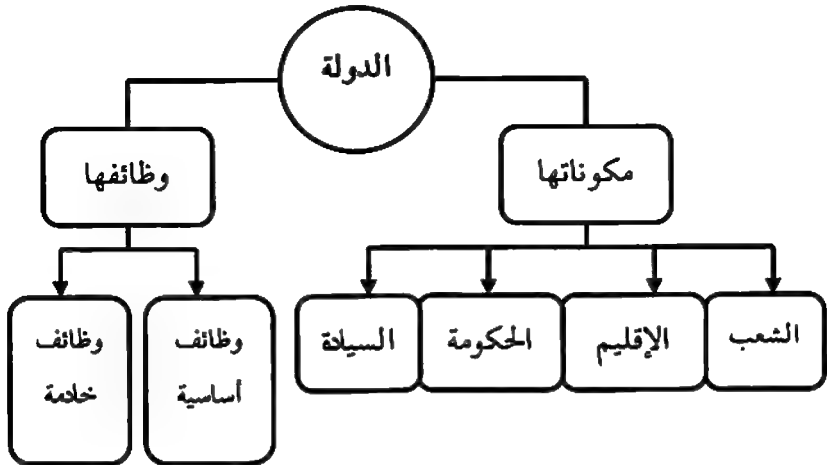 الدولة
مكوناتها
وظائفها
الشعب
الإقليم
الحكومة
السيادة
وظائف
أساسية
وظائف
خادمة